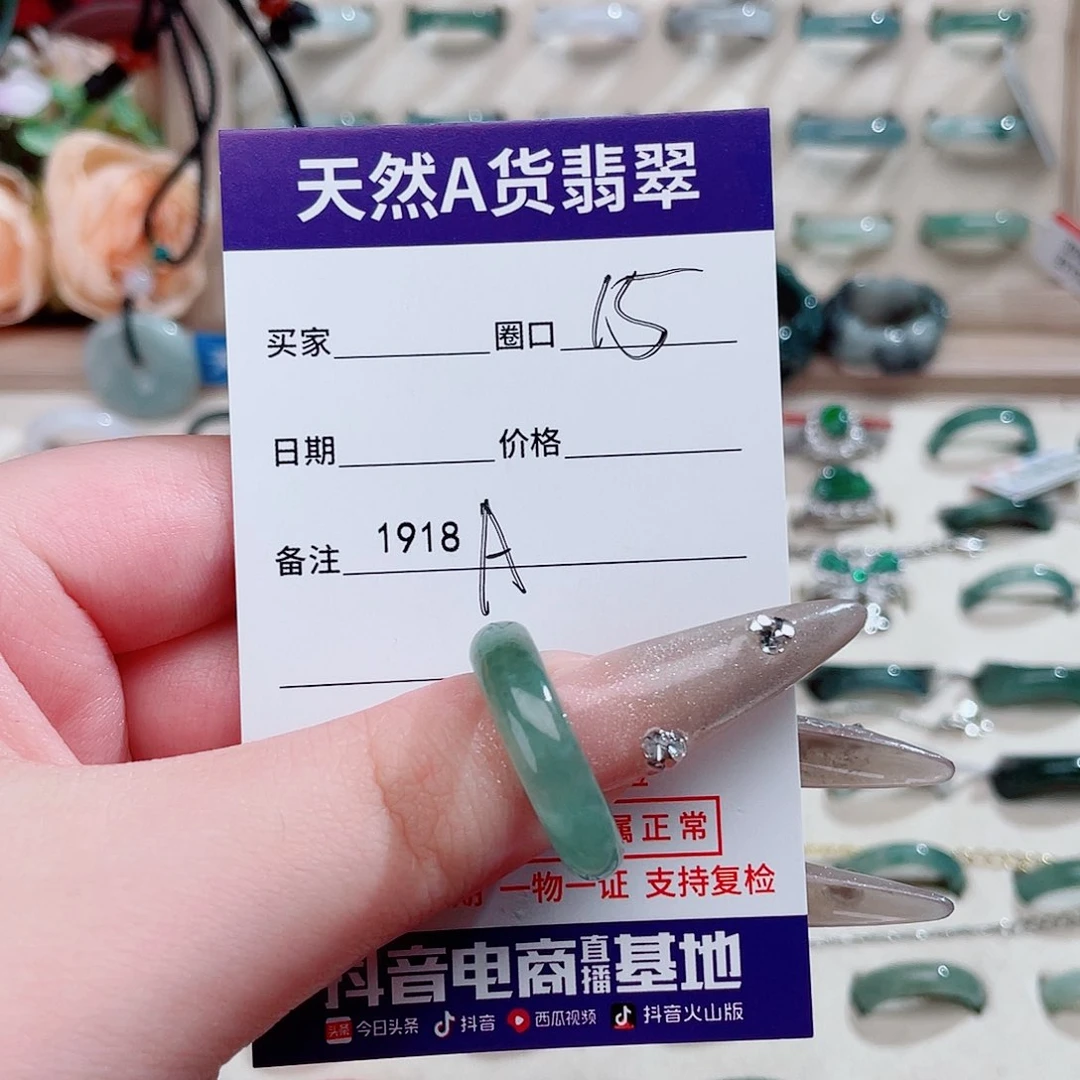 天然A货翡翠
买家 圈口 15
日期 价格
备注 1918 A
属正常
一物一证 支持复检
抖音电商直播基地
头条 今日头条 抖音 西瓜视频 抖音火山版